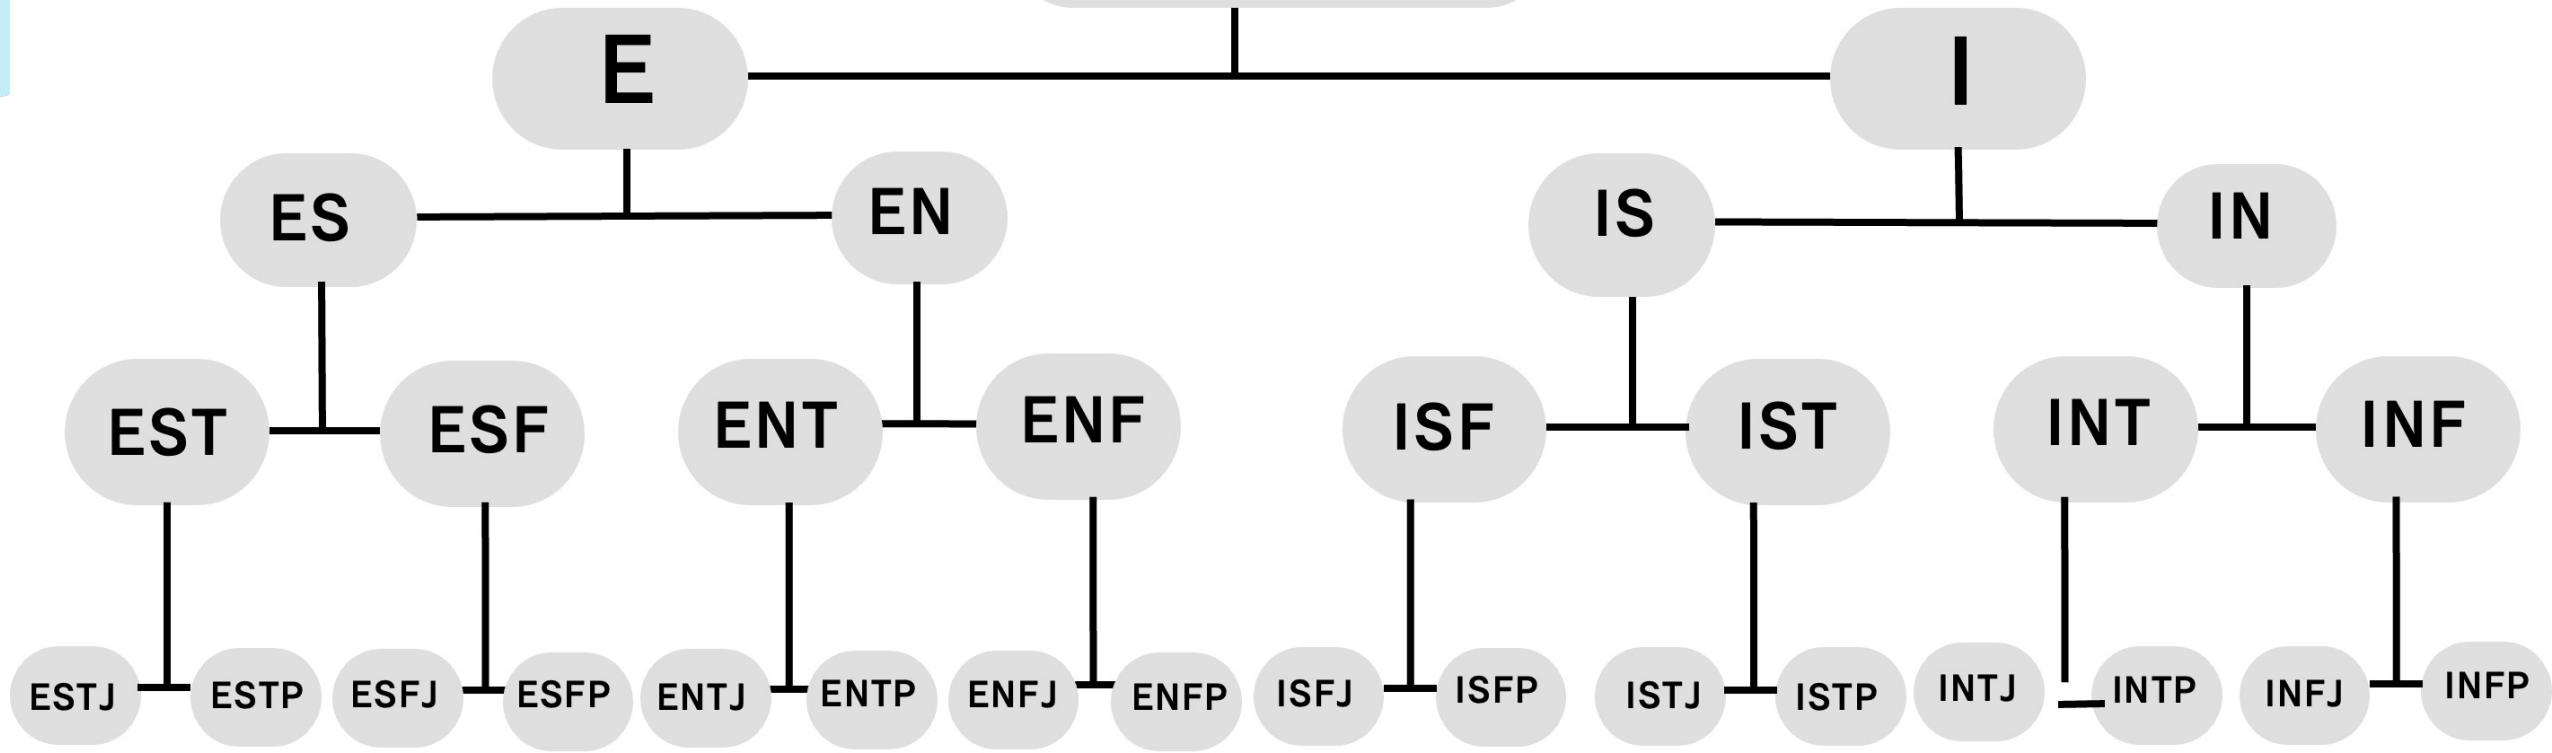 E
I
ES
EN
IS
IN
EST
ESF
ENT
ENF
ISF
IST
INT
INF
ESTJ
ESTP
ESFJ
ESFP
ENTJ
ENTP
ENFJ
ENFP
ISFJ
ISFP
ISTJ
ISTP
INTJ
INTP
INFJ
INFP